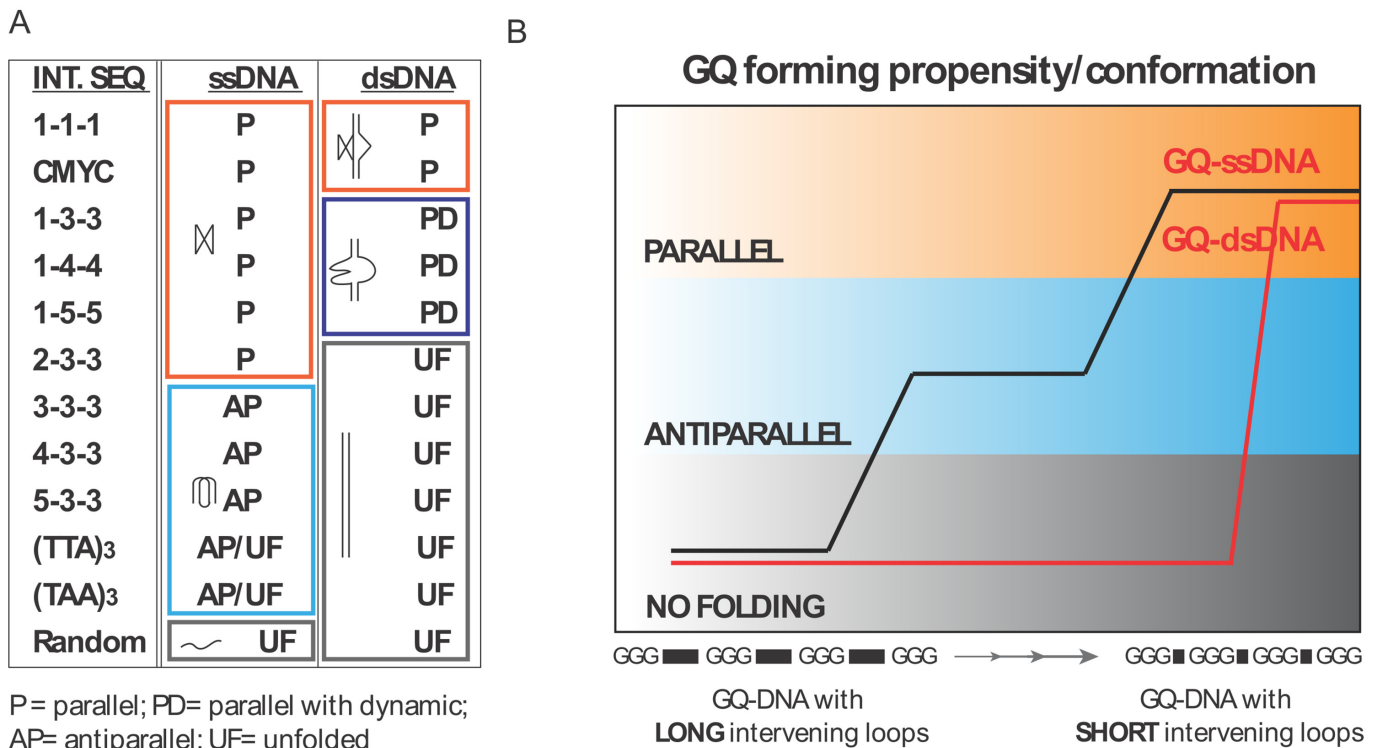 A
INT. SEQ ssDNA dsDNA
1-1-1 P P
CMYC P P
1-3-3 P PD
1-4-4 P PD
1-5-5 P PD
2-3-3 P UF
3-3-3 AP UF
4-3-3 AP UF
5-3-3 AP UF
(TTA)3 AP/UF UF
(TAA)3 AP/UF UF
Random UF UF
P = parallel; PD= parallel with dynamic;
AP= antiparallel; UF= unfolded
B
GQ forming propensity/conformation
GQ-ssDNA
GQ-dsDNA
PARALLEL
ANTIPARALLEL
NO FOLDING
GGG GGG GGG GGG GGG GGG GGG GGG
GQ-DNA with
LONG intervening loops
GQ-DNA with
SHORT intervening loops